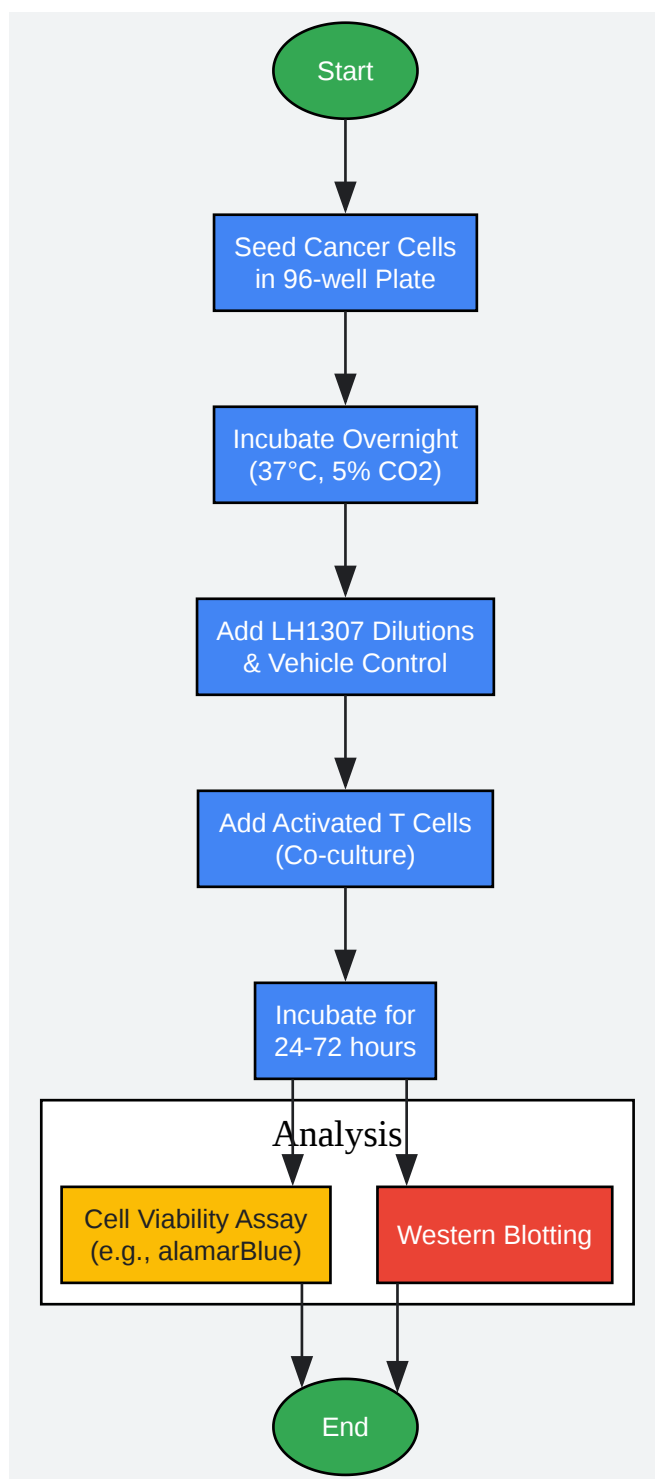 Start
Seed Cancer Cells
in 96-well Plate
Incubate Overnight
(37°C, 5% CO2)
Add LH1307 Dilutions
& Vehicle Control
Add Activated T Cells
(Co-culture)
Incubate for
24-72 hours
Analysis
Cell Viability Assay
(e.g., alamarBlue)
Western Blotting
End